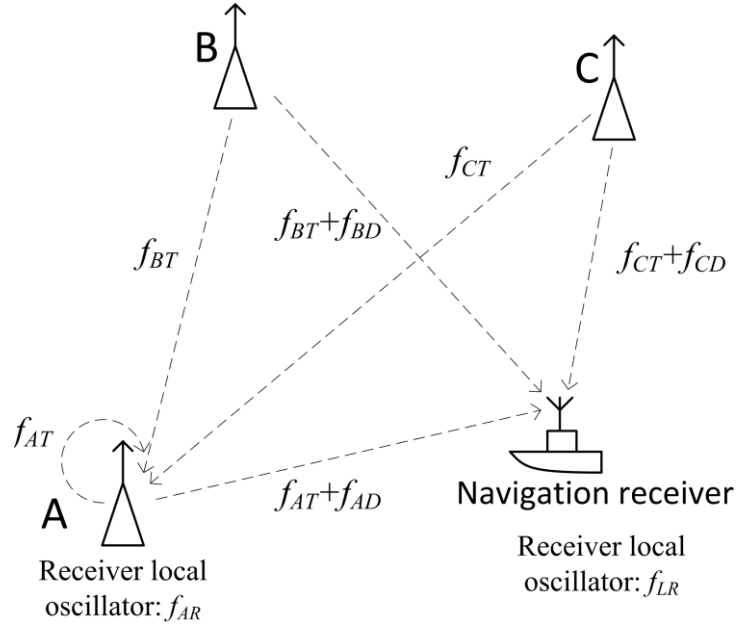 B
C
f_CT
f_BT
f_BT+f_BD
f_CT+f_CD
f_AT
A
f_AT+f_AD
Navigation receiver
Receiver local
oscillator: f_AR
Receiver local
oscillator: f_LR